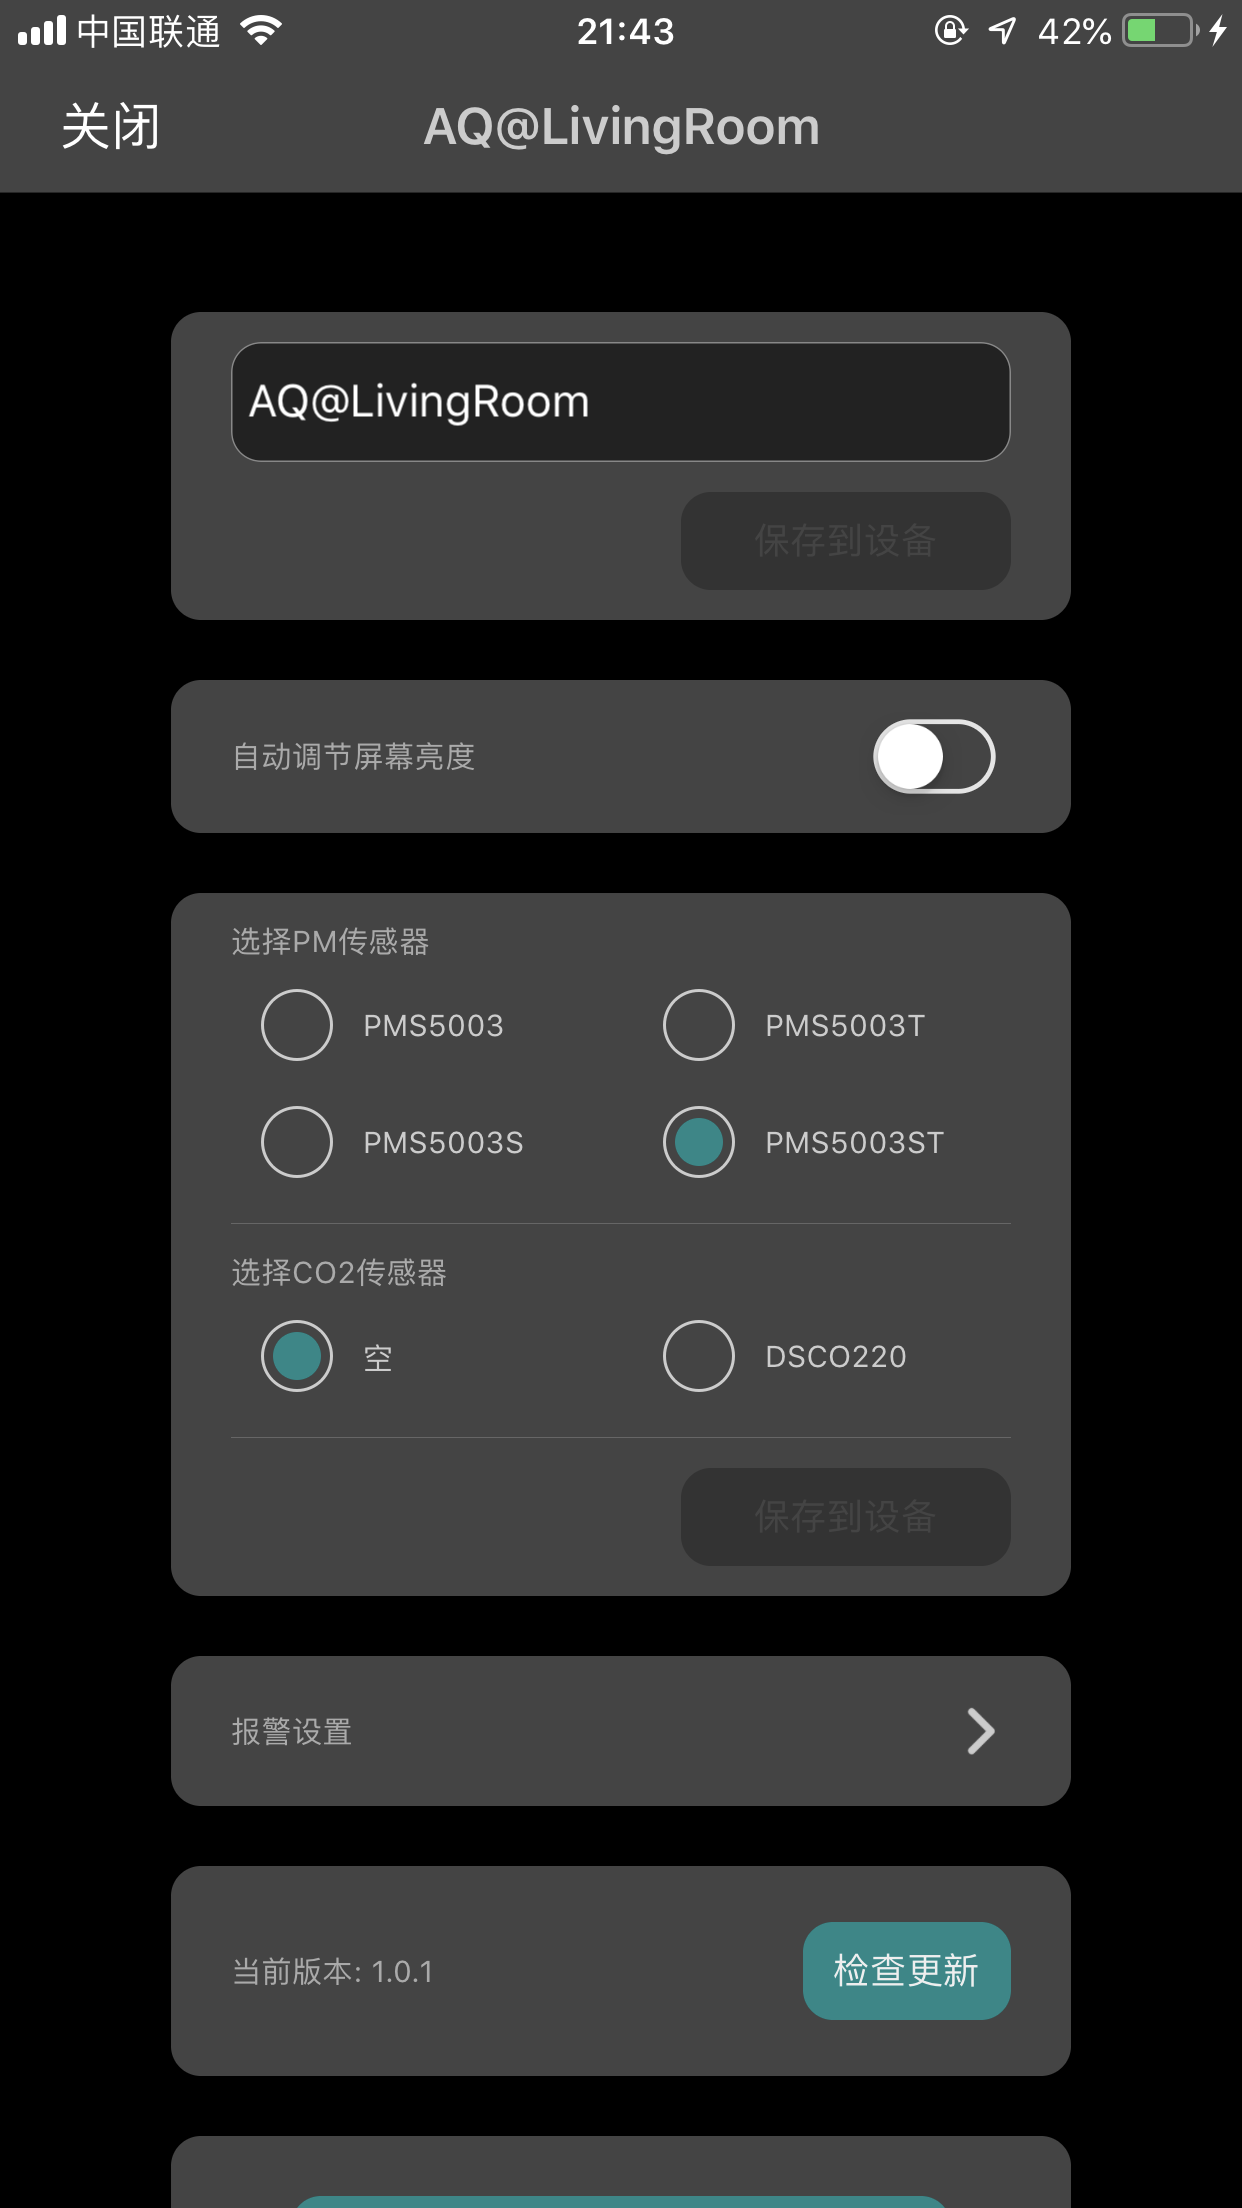 中国联通 21:43 42%
关闭 AQ@LivingRoom
AQ@LivingRoom
保存到设备
自动调节屏幕亮度
选择PM传感器
PMS5003 PMS5003T
PMS5003S PMS5003ST
选择CO2传感器
空 DSCO220
保存到设备
报警设置
当前版本: 1.0.1 检查更新